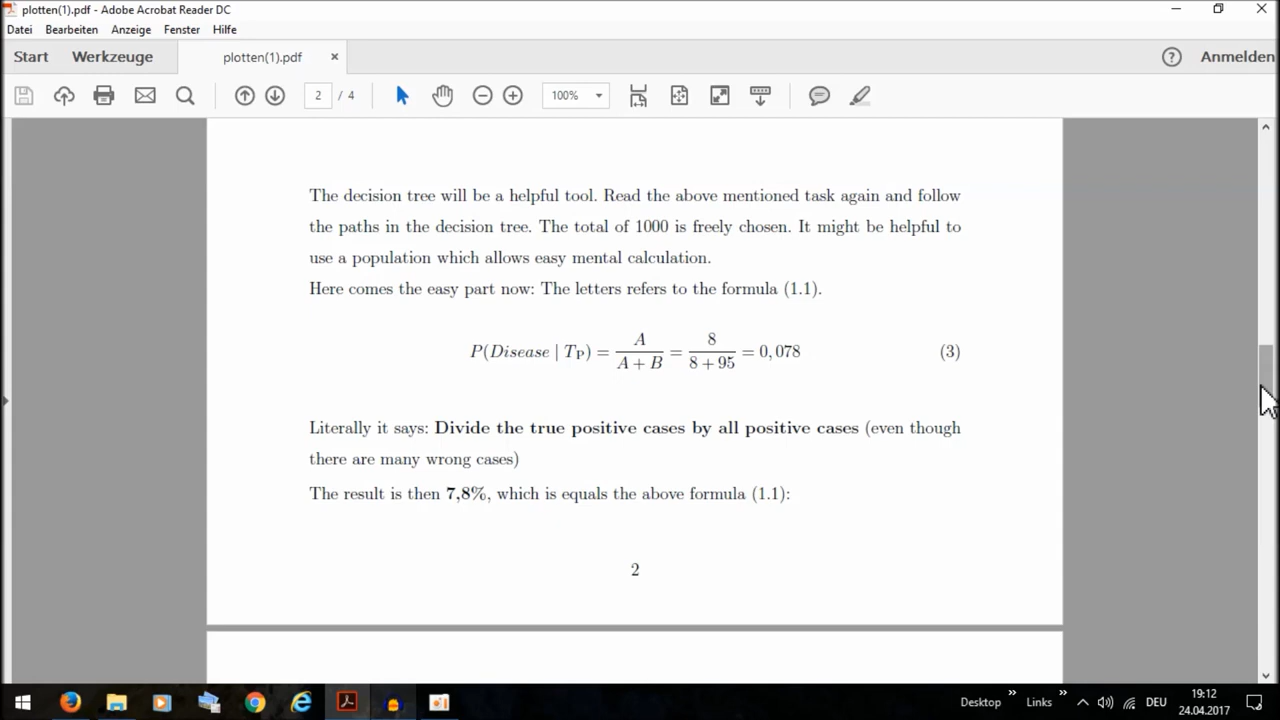 plotten(1).pdf - Adobe Acrobat Reader DC
Datei Bearbeiten Anzeige Fenster Hilfe
Start Werkzeuge plotten(1).pdf × Anmelden
2 / 4 100%
The decision tree will be a helpful tool. Read the above mentioned task again and follow
the paths in the decision tree. The total of 1000 is freely chosen. It might be helpful to
use a population which allows easy mental calculation.
Here comes the easy part now: The letters refers to the formula (1.1).
P(Disease | T_P) = A / (A + B) = 8 / (8 + 95) = 0,078 (3)
Literally it says: Divide the true positive cases by all positive cases (even though
there are many wrong cases)
The result is then 7,8%, which is equals the above formula (1.1):
2
Desktop » Links » DEU 19:12
24.04.2017